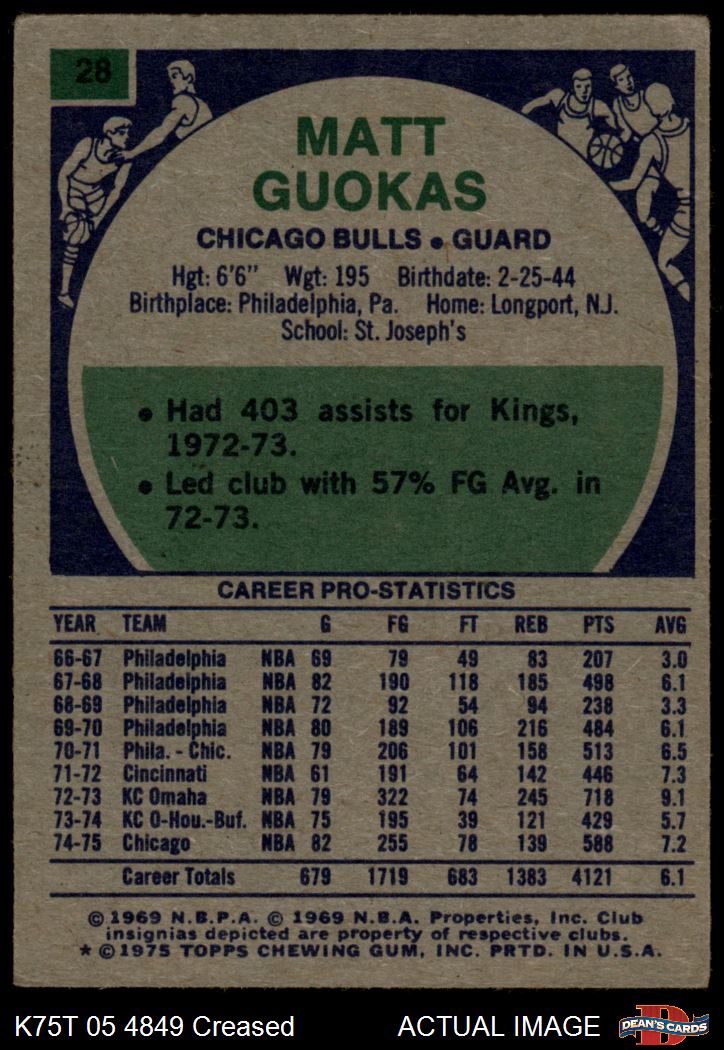 28
MATT
GUOKAS
CHICAGO BULLS • GUARD
Hgt: 6'6" Wgt: 195 Birthdate: 2-25-44
Birthplace: Philadelphia, Pa. Home: Longport, N.J.
School: St. Joseph's
• Had 403 assists for Kings,
1972-73.
• Led club with 57% FG Avg. in
72-73.
CAREER PRO-STATISTICS
YEAR TEAM G FG FT REB PTS AVG
66-67 Philadelphia NBA 69 79 49 83 207 3.0
67-68 Philadelphia NBA 82 190 118 185 498 6.1
68-69 Philadelphia NBA 72 92 54 94 238 3.3
69-70 Philadelphia NBA 80 189 106 216 484 6.1
70-71 Phila. - Chic. NBA 79 206 101 158 513 6.5
71-72 Cincinnati NBA 61 191 64 142 446 7.3
72-73 KC Omaha NBA 79 322 74 245 718 9.1
73-74 KC O-Hou.-Buf. NBA 75 195 39 121 429 5.7
74-75 Chicago NBA 82 255 78 139 588 7.2
Career Totals 679 1719 683 1383 4121 6.1
© 1969 N.B.P.A. © 1969 N.B.A. Properties, Inc. Club
insignias depicted are property of respective clubs.
* © 1975 TOPPS CHEWING GUM, INC. PRTD. IN U.S.A.
K75T 05 4849 Creased ACTUAL IMAGE
D
DEAN'S CARDS